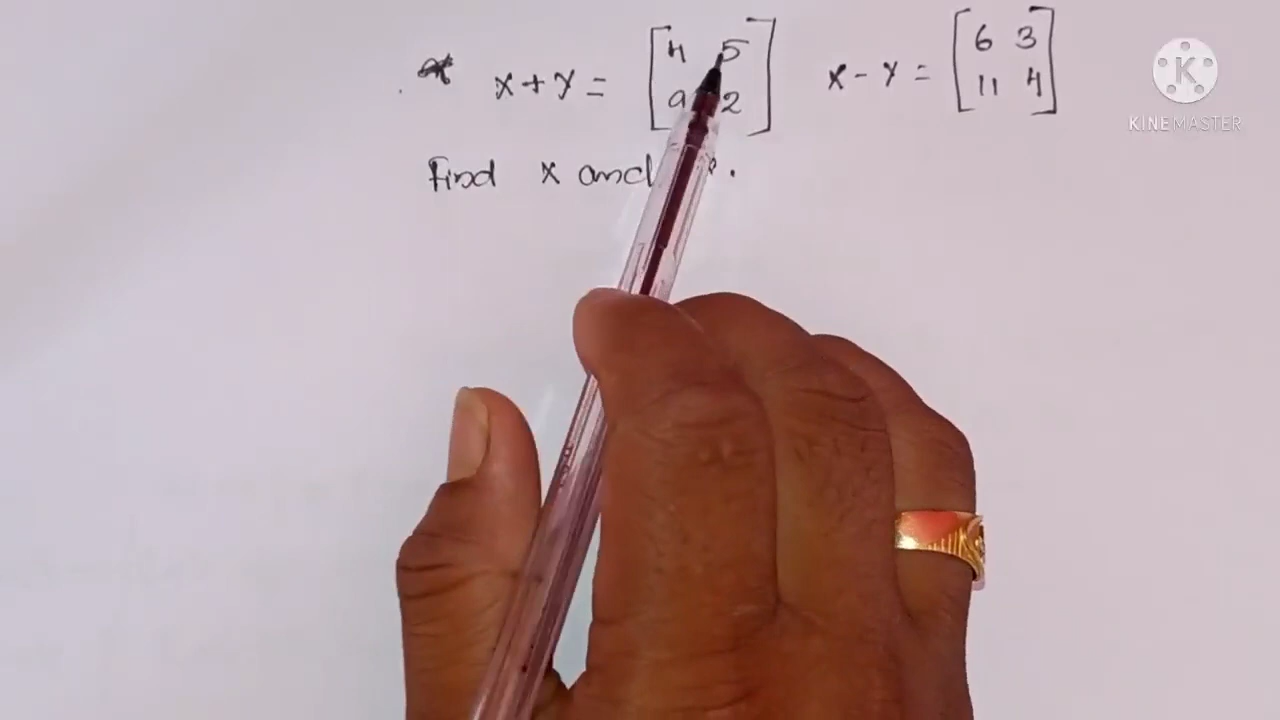 x + y = [4 5 9 2] x - y = [6 3 11 4]
Find x and .
K
KINEMASTER